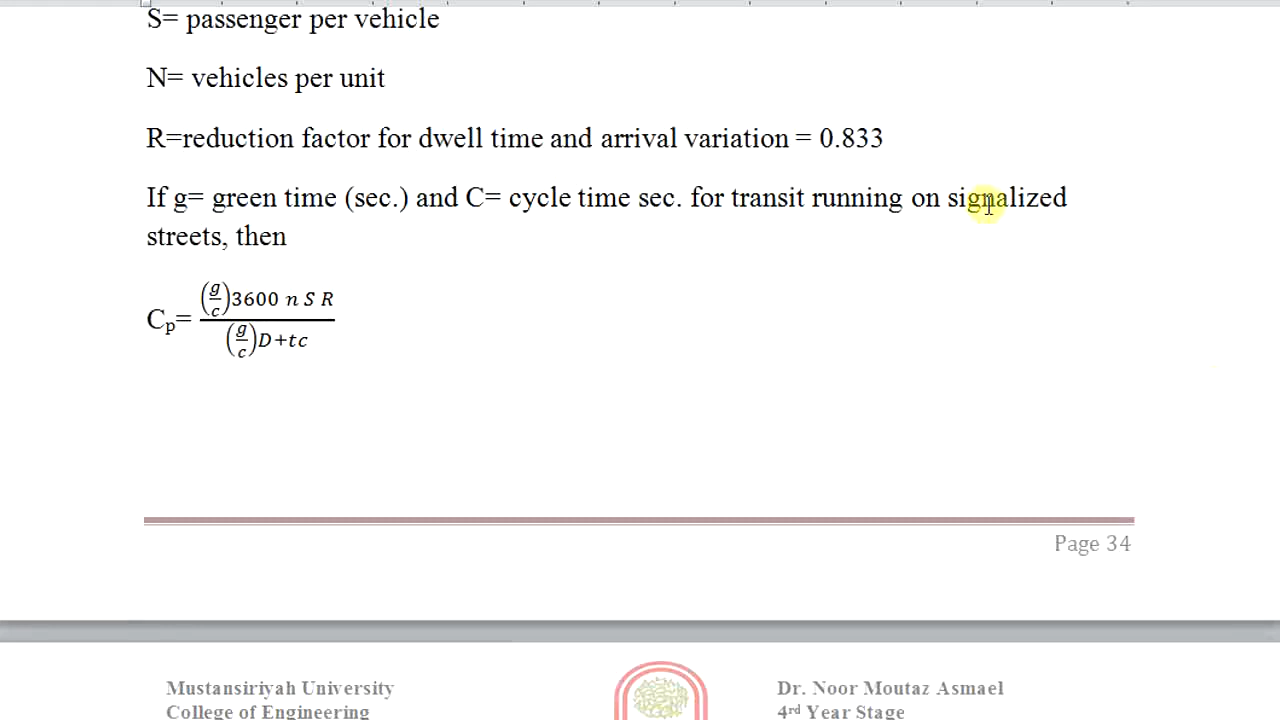 S= passenger per vehicle
N= vehicles per unit
R=reduction factor for dwell time and arrival variation = 0.833
If g= green time (sec.) and C= cycle time sec. for transit running on signalized
streets, then
Cp= (g/c)3600 n S R / (g/c)D+tc
Page 34
Mustansiriyah University
College of Engineering
Dr. Noor Moutaz Asmael
4rd Year Stage